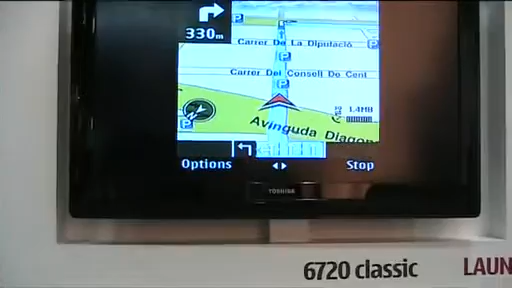 330m
P
Carrer De La Diputació
P
P
Carrer Del Consell De Cent
P
N
1.4MB
P
Avinguda Diagon
Options
Stop
TOSHIBA
6720 classic
LAUN